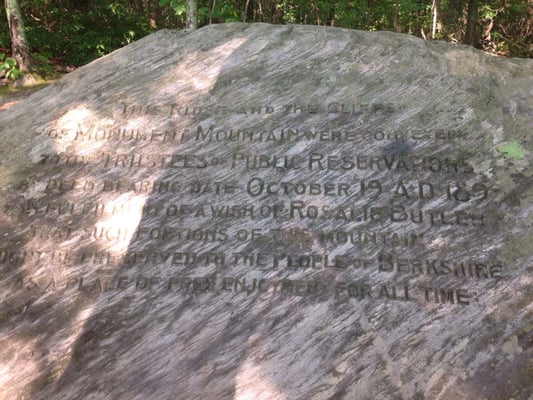 THE RIDGE AND THE CLIFFS
OF MONUMENT MOUNTAIN WERE CONVEYED
TO THE TRUSTEES OF PUBLIC RESERVATIONS
BY DEED BEARING DATE OCTOBER 19 A.D. 189
IN FULFILMENT OF A WISH OF ROSALIE BUTLER
THAT SUCH PORTIONS OF THIS MOUNTAIN
MIGHT BE PRESERVED TO THE PEOPLE OF BERKSHIRE
AS A PLACE OF FREE ENJOYMENT FOR ALL TIME